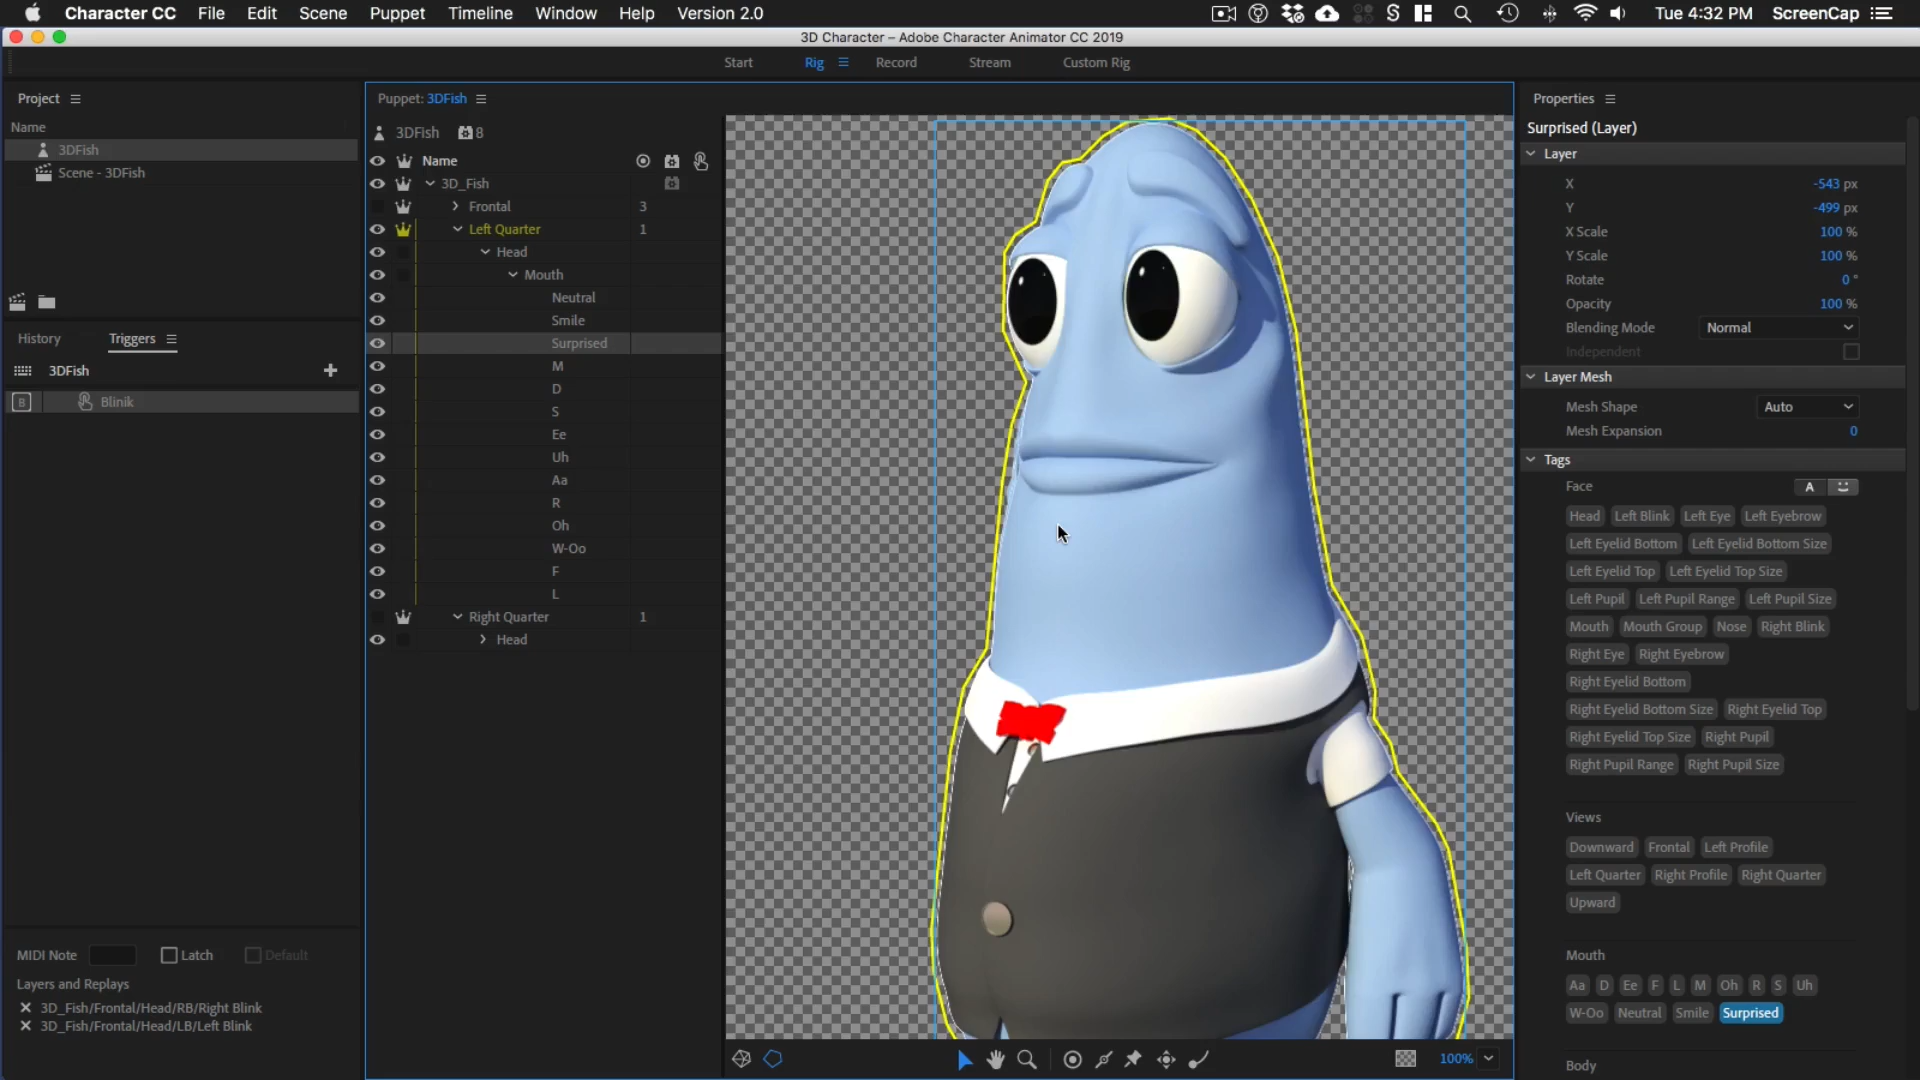 Character CC File Edit Scene Puppet Timeline Window Help Version 2.0 Tue 4:32 PM ScreenCap
3D Character – Adobe Character Animator CC 2019
Start Rig Record Stream Custom Rig
Project
Name
3DFish
Scene - 3DFish
History Triggers
3DFish
B Blinik
MIDI Note Latch Default
Layers and Replays
3D_Fish/Frontal/Head/RB/Right Blink
3D_Fish/Frontal/Head/LB/Left Blink
Puppet: 3DFish
3DFish 8
Name
3D_Fish
Frontal 3
Left Quarter 1
Head
Mouth
Neutral
Smile
Surprised
M
D
S
Ee
Uh
Aa
R
Oh
W-Oo
F
L
Right Quarter 1
Head
100%
Properties
Surprised (Layer)
Layer
X -543 px
Y -499 px
X Scale 100 %
Y Scale 100 %
Rotate 0 °
Opacity 100 %
Blending Mode Normal
Independent
Layer Mesh
Mesh Shape Auto
Mesh Expansion 0
Tags
Face A
Head Left Blink Left Eye Left Eyebrow
Left Eyelid Bottom Left Eyelid Bottom Size
Left Eyelid Top Left Eyelid Top Size
Left Pupil Left Pupil Range Left Pupil Size
Mouth Mouth Group Nose Right Blink
Right Eye Right Eyebrow
Right Eyelid Bottom
Right Eyelid Bottom Size Right Eyelid Top
Right Eyelid Top Size Right Pupil
Right Pupil Range Right Pupil Size
Views
Downward Frontal Left Profile
Left Quarter Right Profile Right Quarter
Upward
Mouth
Aa D Ee F L M Oh R S Uh
W-Oo Neutral Smile Surprised
Body